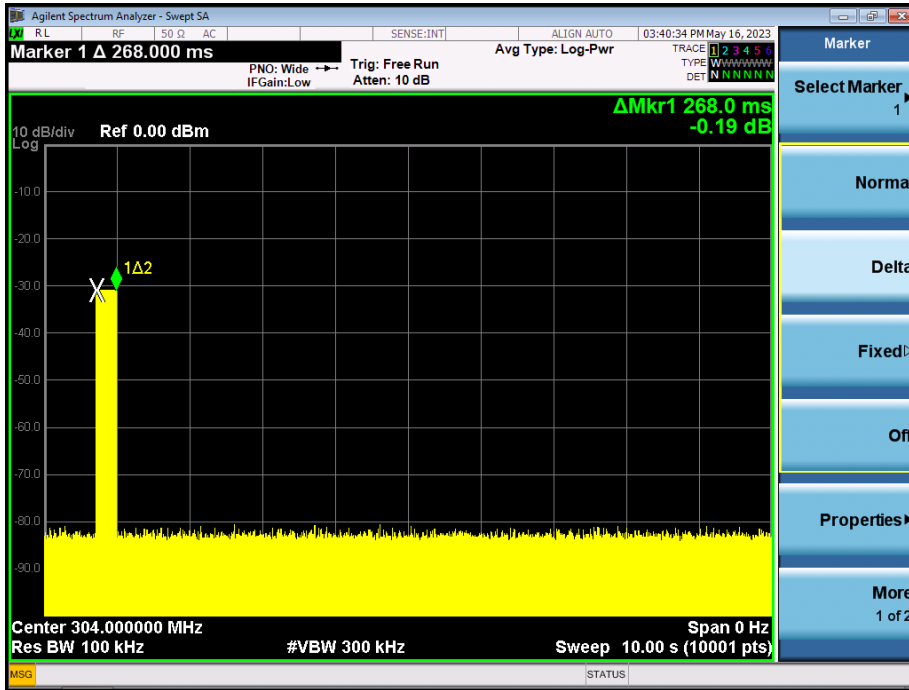 Agilent Spectrum Analyzer - Swept SA
LXI RL RF 50 Ω AC SENSE:INT ALIGN AUTO 03:40:34 PM May 16, 2023
Marker 1 Δ 268.000 ms
PNO: Wide
IFGain:Low
Trig: Free Run
Atten: 10 dB
Avg Type: Log-Pwr
TRACE 1 2 3 4 5 6
TYPE WWWWWW
DET N N N N N N
ΔMkr1 268.0 ms
-0.19 dB
10 dB/div Ref 0.00 dBm
Log
-10.0
-20.0
1Δ2
-30.0
-40.0
-50.0
-60.0
-70.0
-80.0
-90.0
Center 304.000000 MHz Span 0 Hz
Res BW 100 kHz #VBW 300 kHz Sweep 10.00 s (10001 pts)
MSG STATUS
Marker
Select Marker
1
Norma
Delta
Fixed
Off
Properties
More
1 of 2